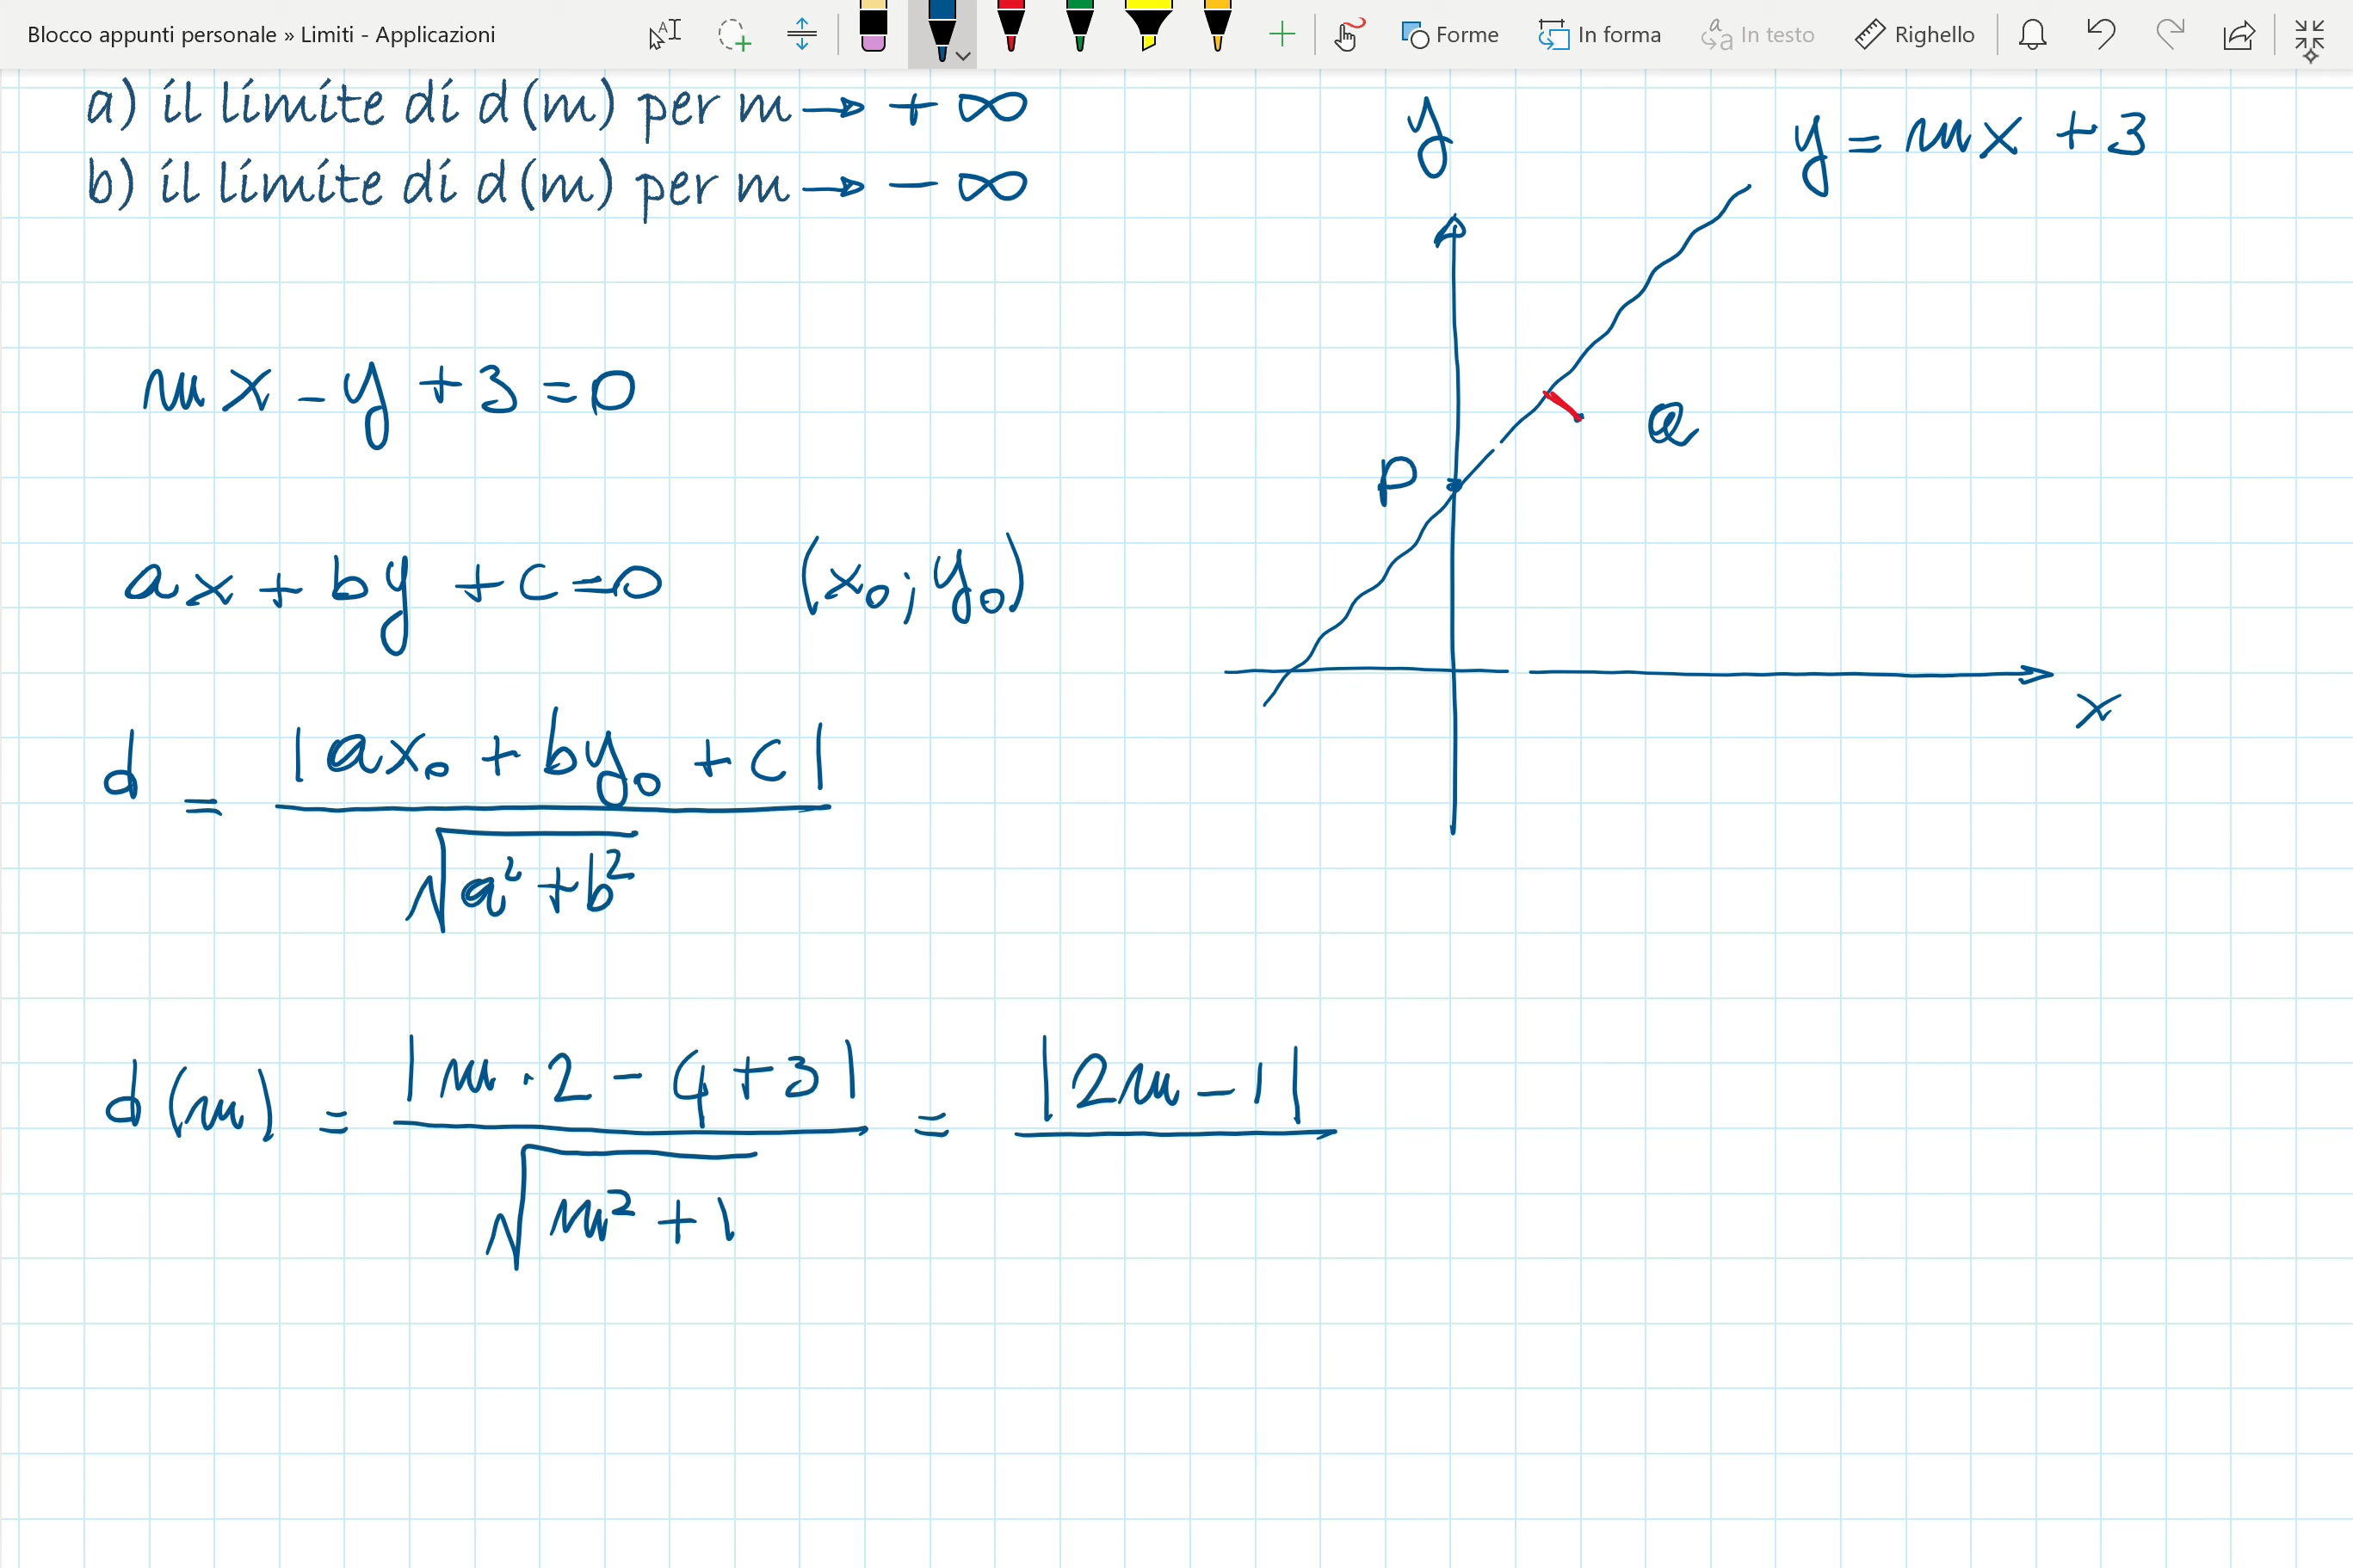 Blocco appunti personale » Limiti - Applicazioni
Forme
In forma
In testo
Righello
a) il limite di d(m) per m → + ∞
b) il limite di d(m) per m → - ∞
y
y = mx + 3
mx - y + 3 = 0
P
Q
ax + by + c = 0 (x₀; y₀)
x
d = |ax₀ + by₀ + c| / √(a² + b²)
d(m) = |m · 2 - 4 + 3| / √(m² + 1) = |2m - 1|